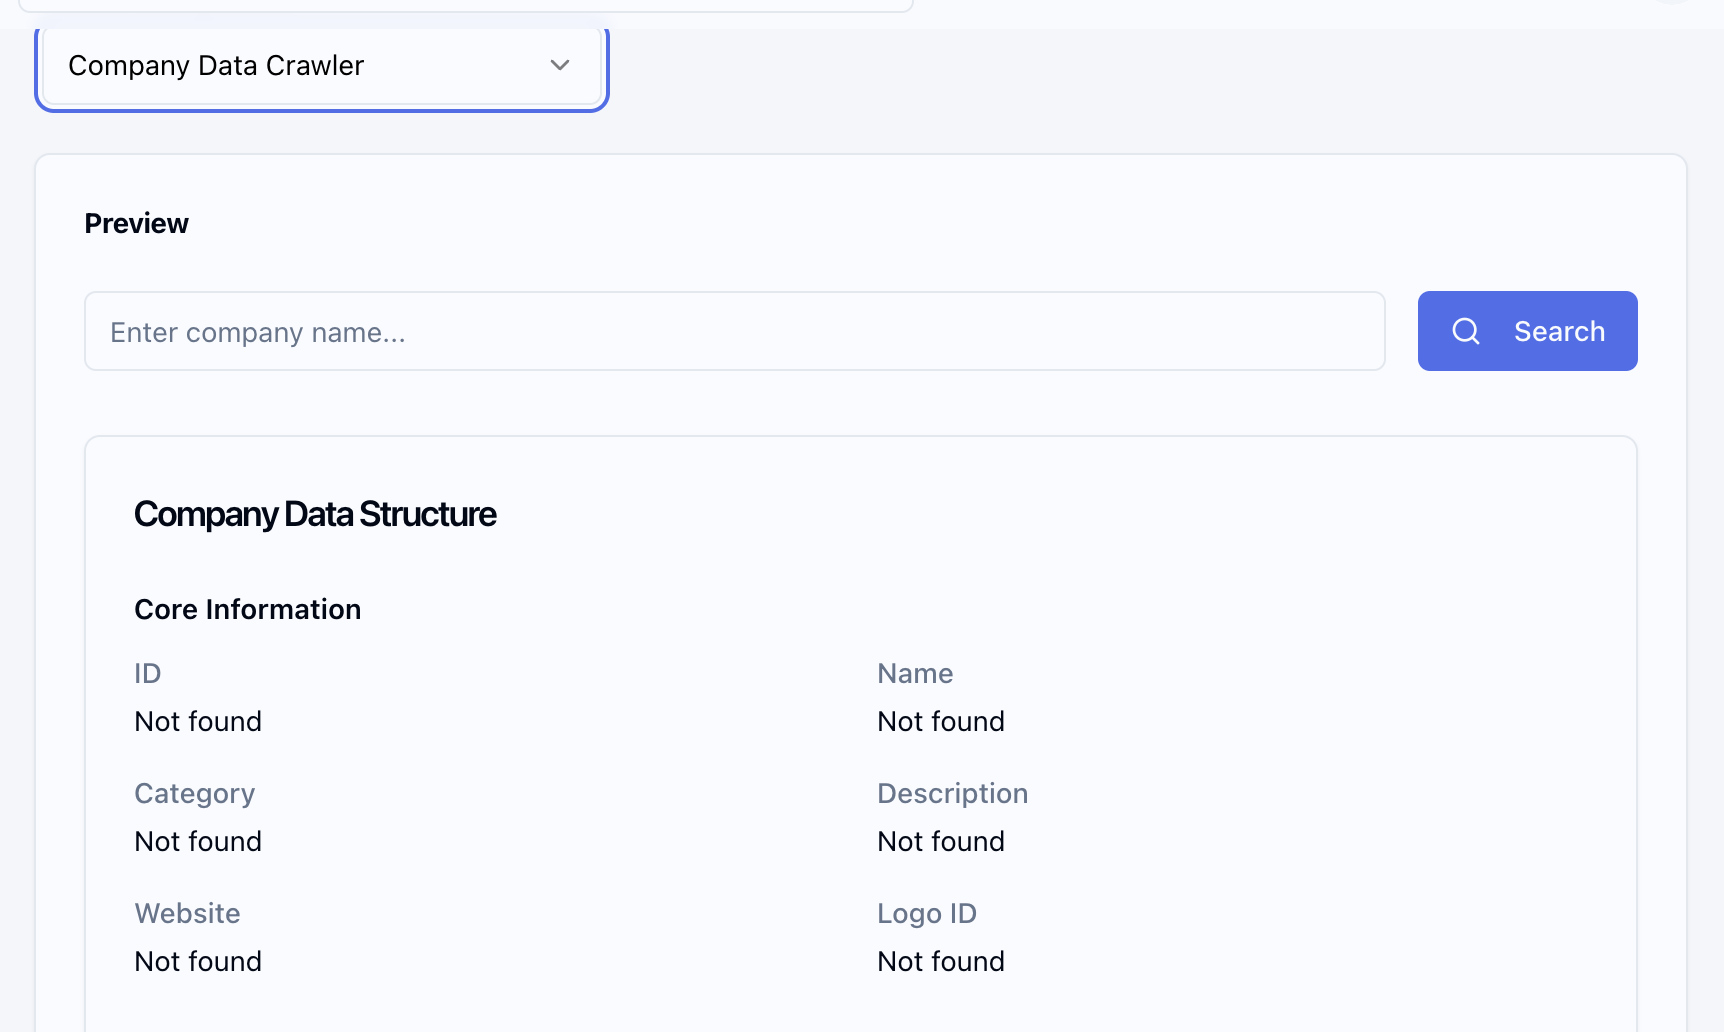 Company Data Crawler
Preview
Enter company name...
Search
Company Data Structure
Core Information
ID
Name
Not found
Not found
Category
Description
Not found
Not found
Website
Logo ID
Not found
Not found